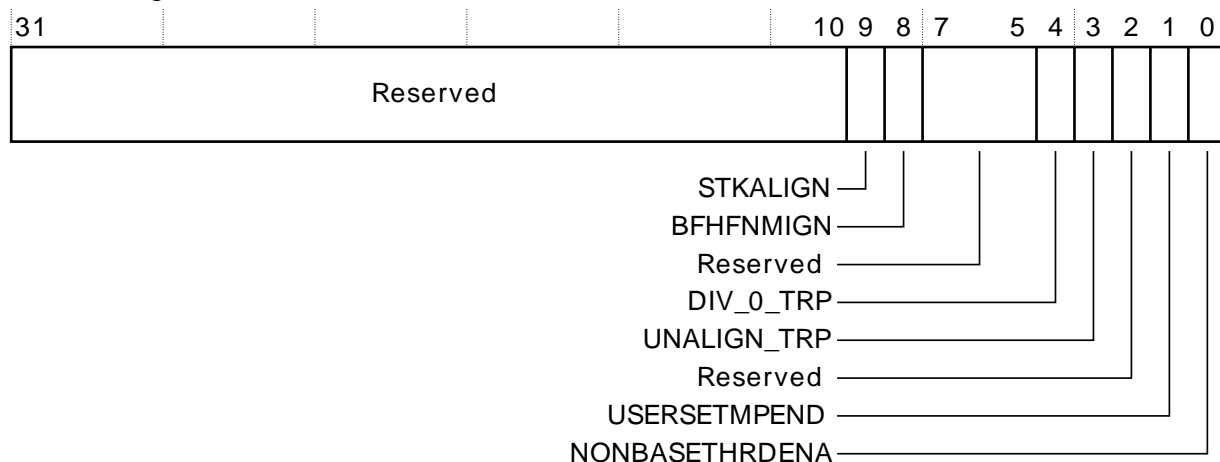 31 10 9 8 7 5 4 3 2 1 0
Reserved
STKALIGN
BFHFNMIGN
Reserved
DIV_0_TRP
UNALIGN_TRP
Reserved
USERSETMPEND
NONBASETHRDENA